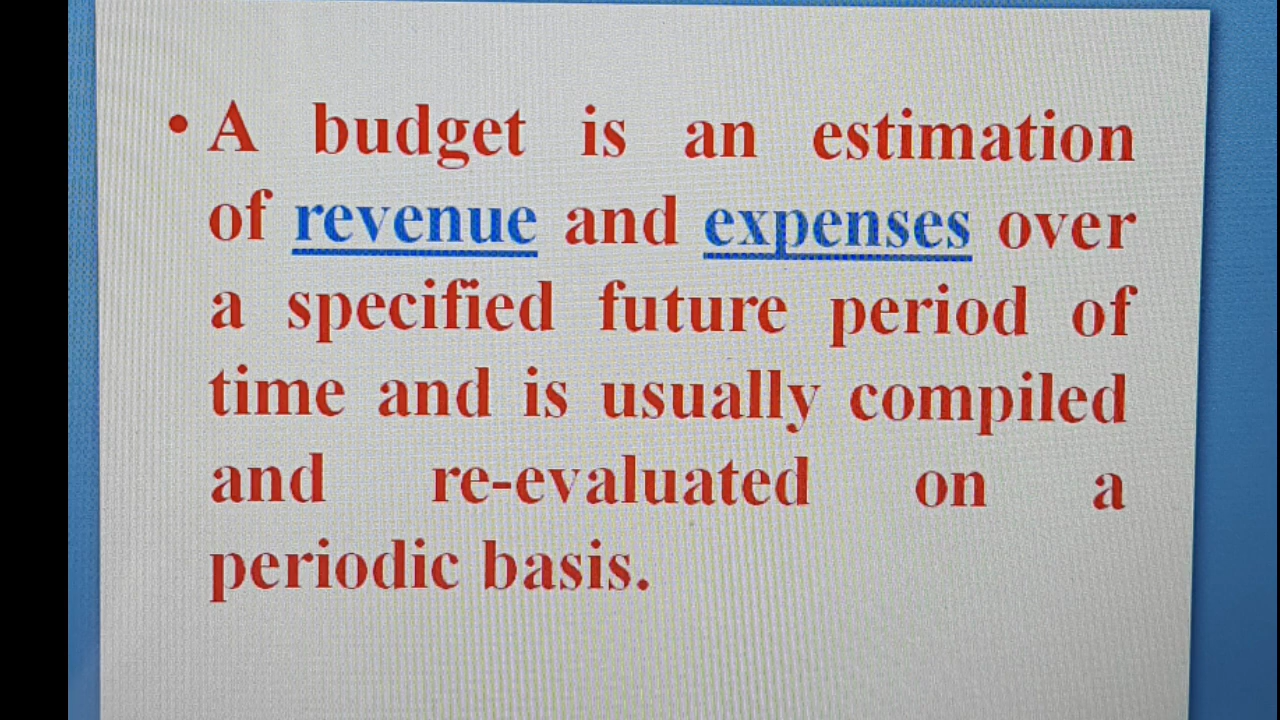 • A budget is an estimation
of revenue and expenses over
a specified future period of
time and is usually compiled
and re-evaluated on a
periodic basis.